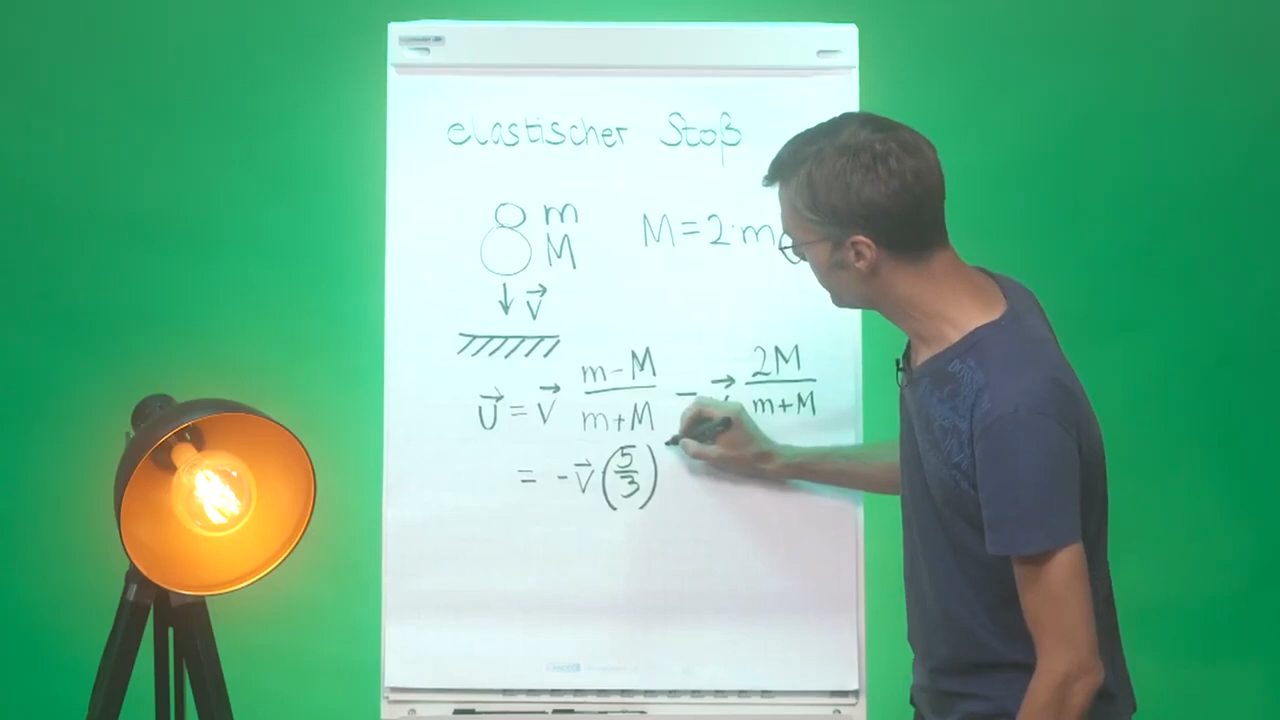 elastischer Stoß
m
M = 2·m
M
v⃗
u⃗ = v⃗ (m-M)/(m+M) - v⃗ 2M/(m+M)
= -v⃗ (5/3)